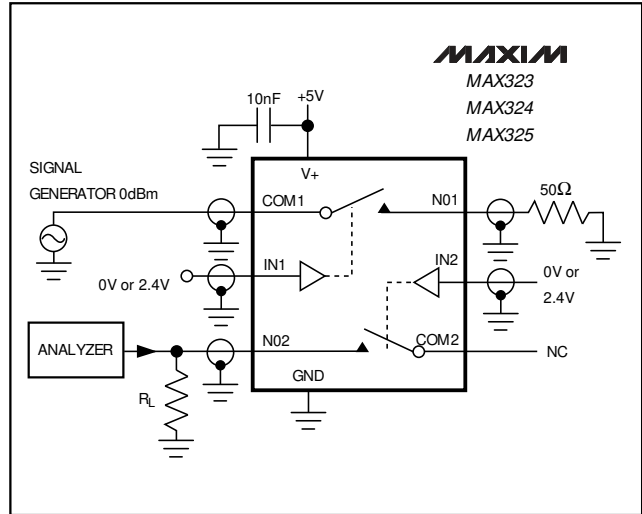 MAXIM
MAX323
MAX324
MAX325
10nF
+5V
V+
SIGNAL
GENERATOR 0dBm
COM1
N01
50Ω
IN1
IN2
0V or 2.4V
0V or
2.4V
ANALYZER
N02
COM2
NC
GND
RL